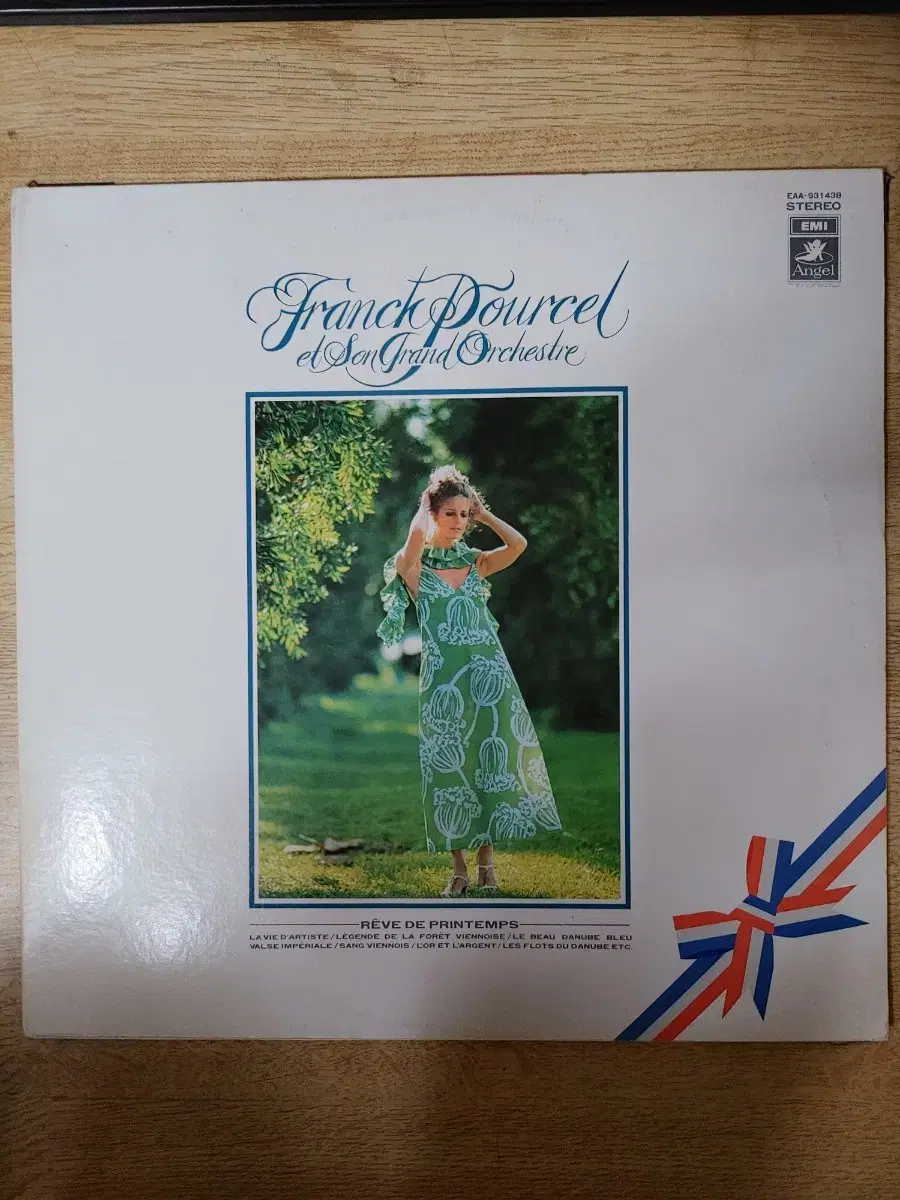 EAA-93143B
STEREO
EMI
Angel
Franck Pourcel
et Son Grand Orchestre
RÊVE DE PRINTEMPS
LA VIE D'ARTISTE / LÉGENDE DE LA FORÊT VIENNOISE / LE BEAU DANUBE BLEU
VALSE IMPÉRIALE / SANG VIENNOIS / L'OR ET L'ARGENT / LES FLOTS DU DANUBE ETC